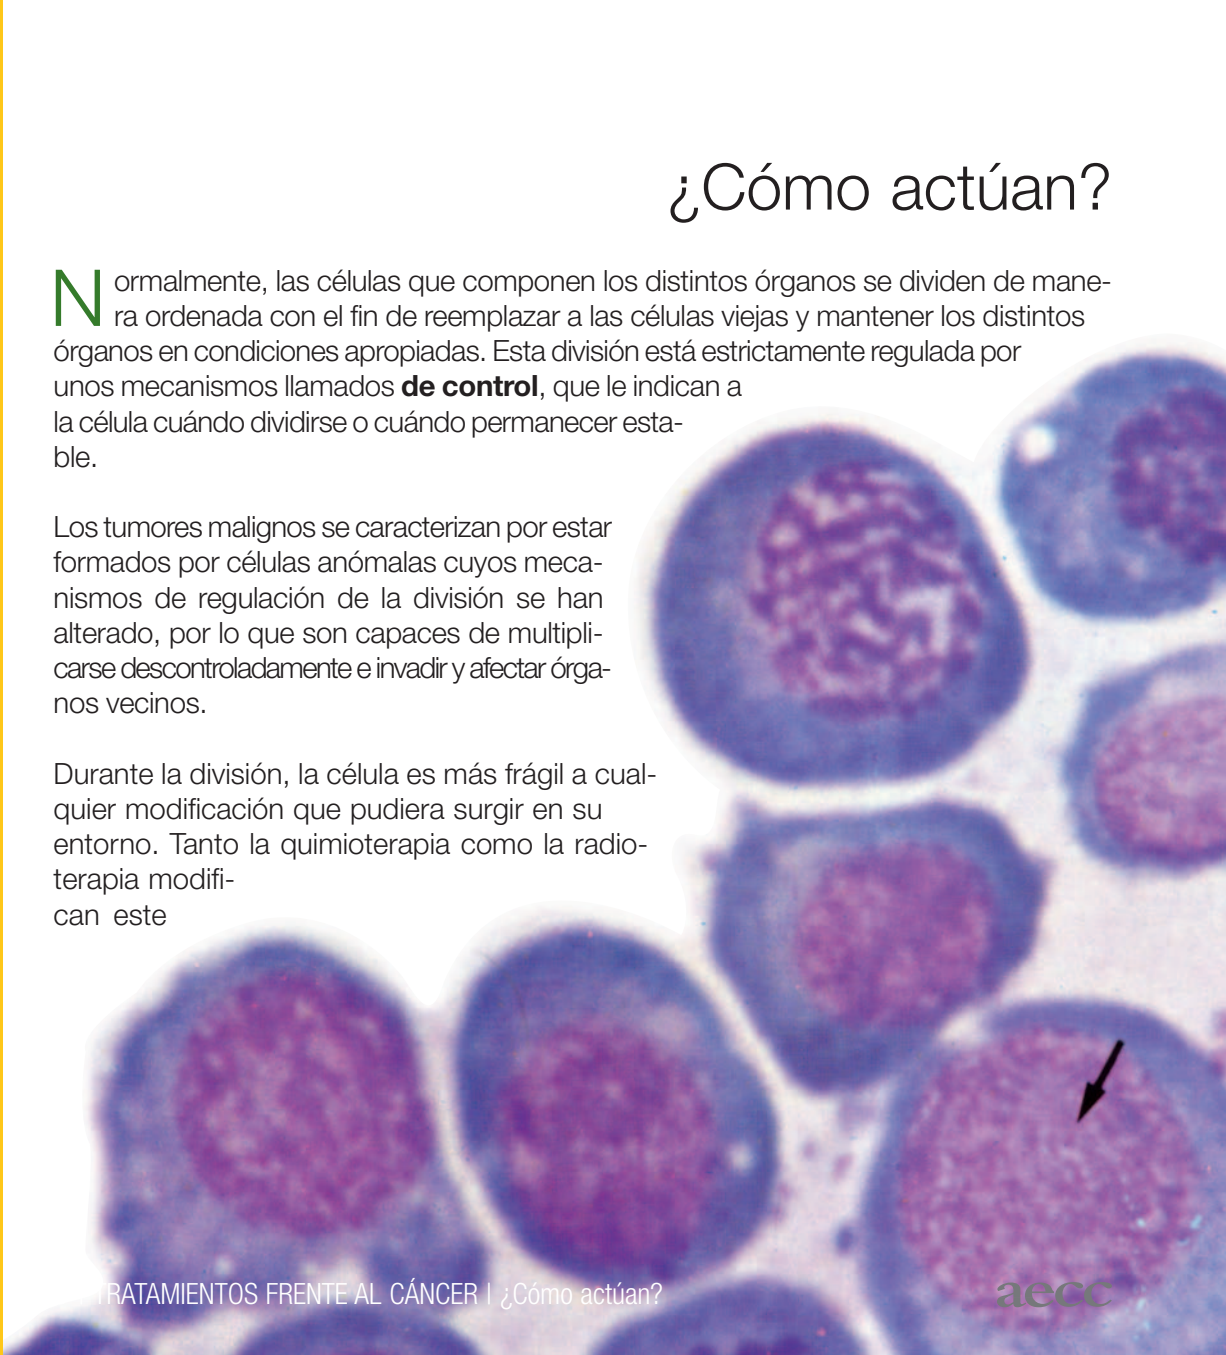 ¿Cómo actúan?
Normalmente, las células que componen los distintos órganos se dividen de mane-
ra ordenada con el fin de reemplazar a las células viejas y mantener los distintos
órganos en condiciones apropiadas. Esta división está estrictamente regulada por
unos mecanismos llamados de control, que le indican a
la célula cuándo dividirse o cuándo permanecer esta-
ble.
Los tumores malignos se caracterizan por estar
formados por células anómalas cuyos meca-
nismos de regulación de la división se han
alterado, por lo que son capaces de multipli-
carse descontroladamente e invadir y afectar órga-
nos vecinos.
Durante la división, la célula es más frágil a cual-
quier modificación que pudiera surgir en su
entorno. Tanto la quimioterapia como la radio-
terapia modifi-
can este
TRATAMIENTOS FRENTE AL CÁNCER | ¿Cómo actúan?
aecc